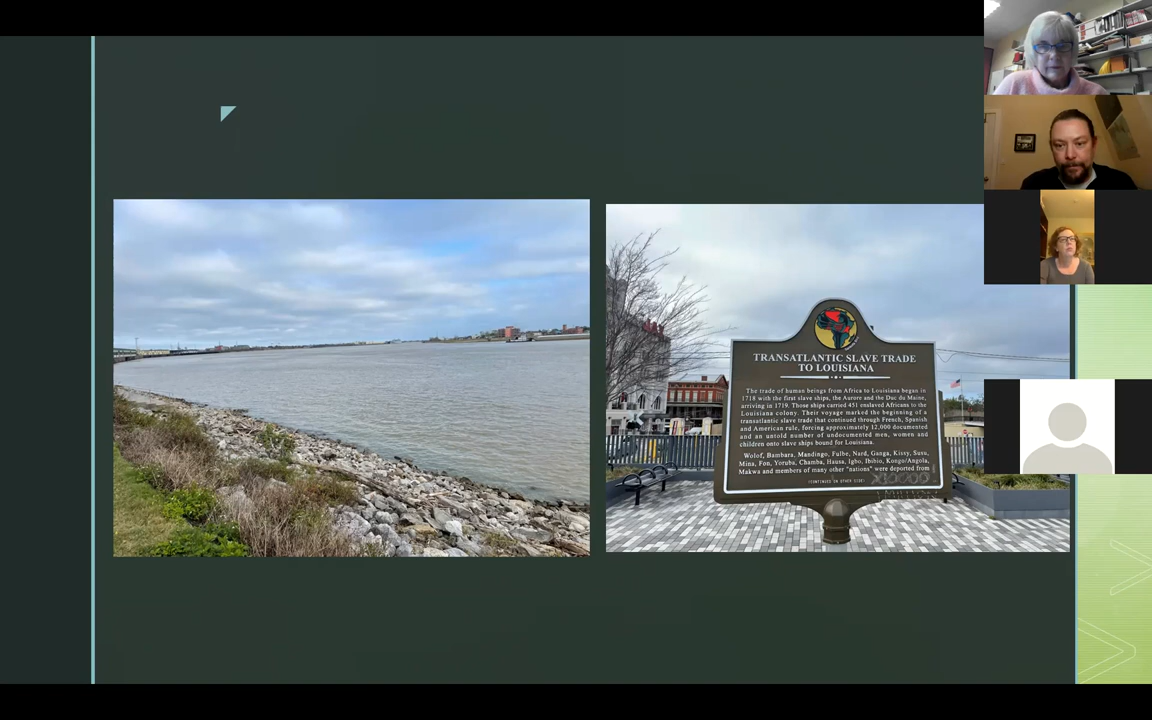 TRANSATLANTIC SLAVE TRADE
TO LOUISIANA
The trade of human beings from Africa to Louisiana began in
1718 with the first slave ships, the Aurore and the Duc du Maine,
arriving in 1719. Those ships carried 451 enslaved Africans to the
Louisiana colony. Their voyage marked the beginning of a
transatlantic slave trade that continued through French, Spanish
and American rule, forcing approximately 12,000 documented
and an untold number of undocumented men, women and
children onto slave ships bound for Louisiana.
Wolof, Bambara, Mandingo, Fulbe, Nard, Ganga, Kissy, Susu,
Mina, Fon, Yoruba, Chamba, Hausa, Igbo, Ibibio, Kongo/Angola,
Makwa and members of many other "nations" were deported from
(CONTINUED ON OTHER SIDE)